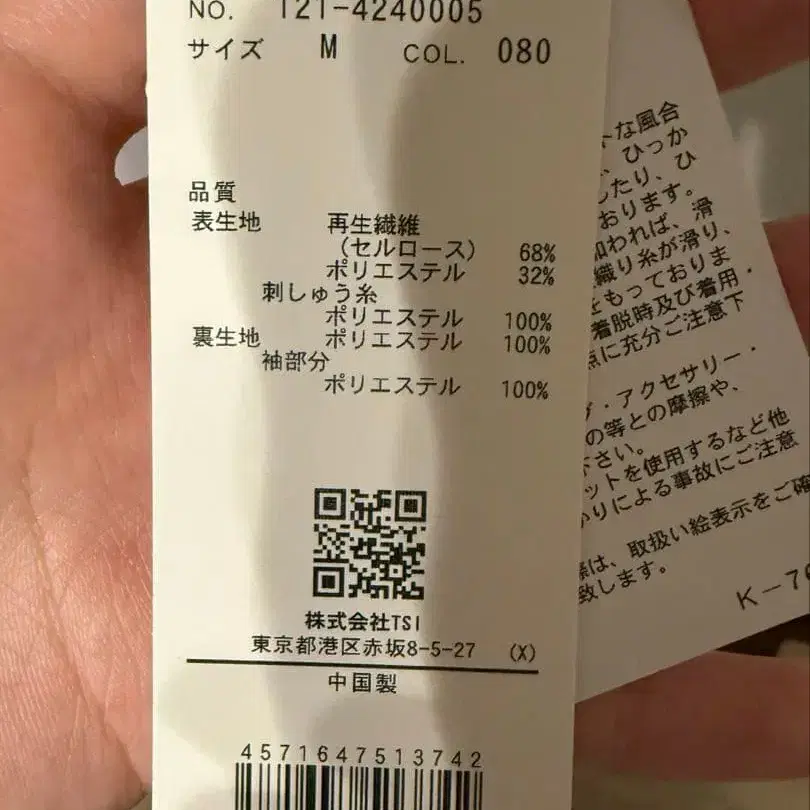 NO. 121-4240005
サイズ M COL. 080
品質
表生地 再生繊維
(セルロース) 68%
ポリエステル 32%
刺しゅう糸
ポリエステル 100%
裏生地 ポリエステル 100%
袖部分
ポリエステル 100%
株式会社TSI
東京都港区赤坂8-5-27 (X)
中国製
4571647513742
トな風合
、ひっか
したり、ひ
おります。
加われば、滑
織り糸が滑り、
をもっておりま
着脱時及び着用・
点に充分ご注意下
・アクセサリー・
の等との摩擦や、
下さい。
ットを使用するなど他
かりによる事故にご注意
際は、取扱い絵表示をご確
致します。
K-76